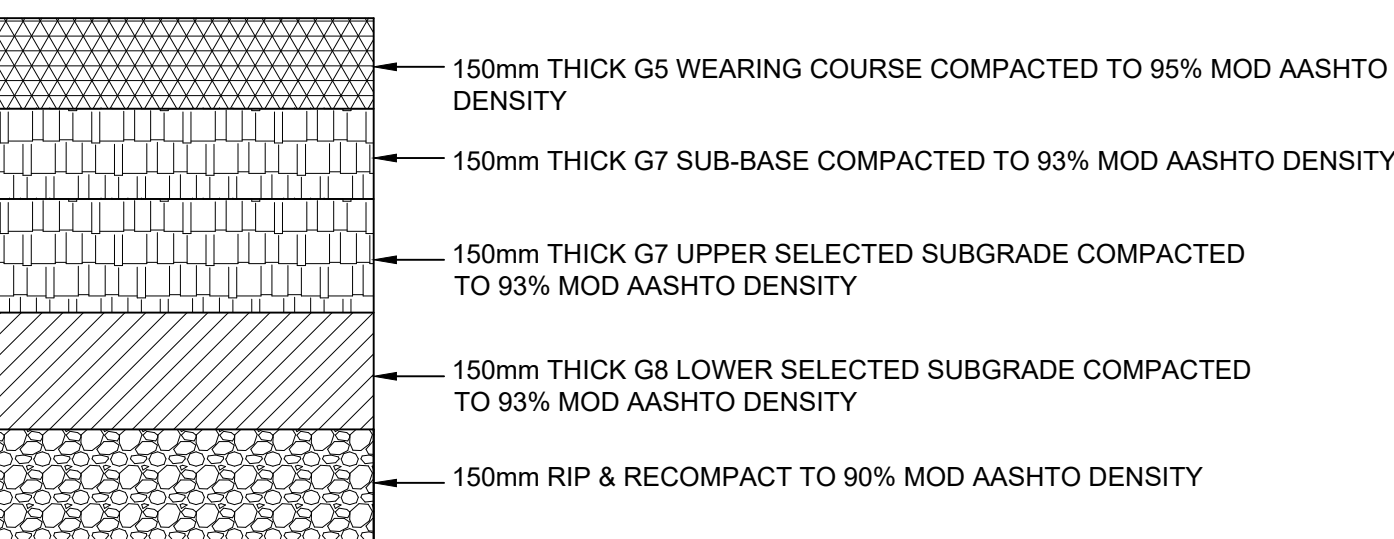 150mm THICK G5 WEARING COURSE COMPACTED TO 95% MOD AASHTO
DENSITY
150mm THICK G7 SUB-BASE COMPACTED TO 93% MOD AASHTO DENSITY
150mm THICK G7 UPPER SELECTED SUBGRADE COMPACTED
TO 93% MOD AASHTO DENSITY
150mm THICK G8 LOWER SELECTED SUBGRADE COMPACTED
TO 93% MOD AASHTO DENSITY
150mm RIP & RECOMPACT TO 90% MOD AASHTO DENSITY